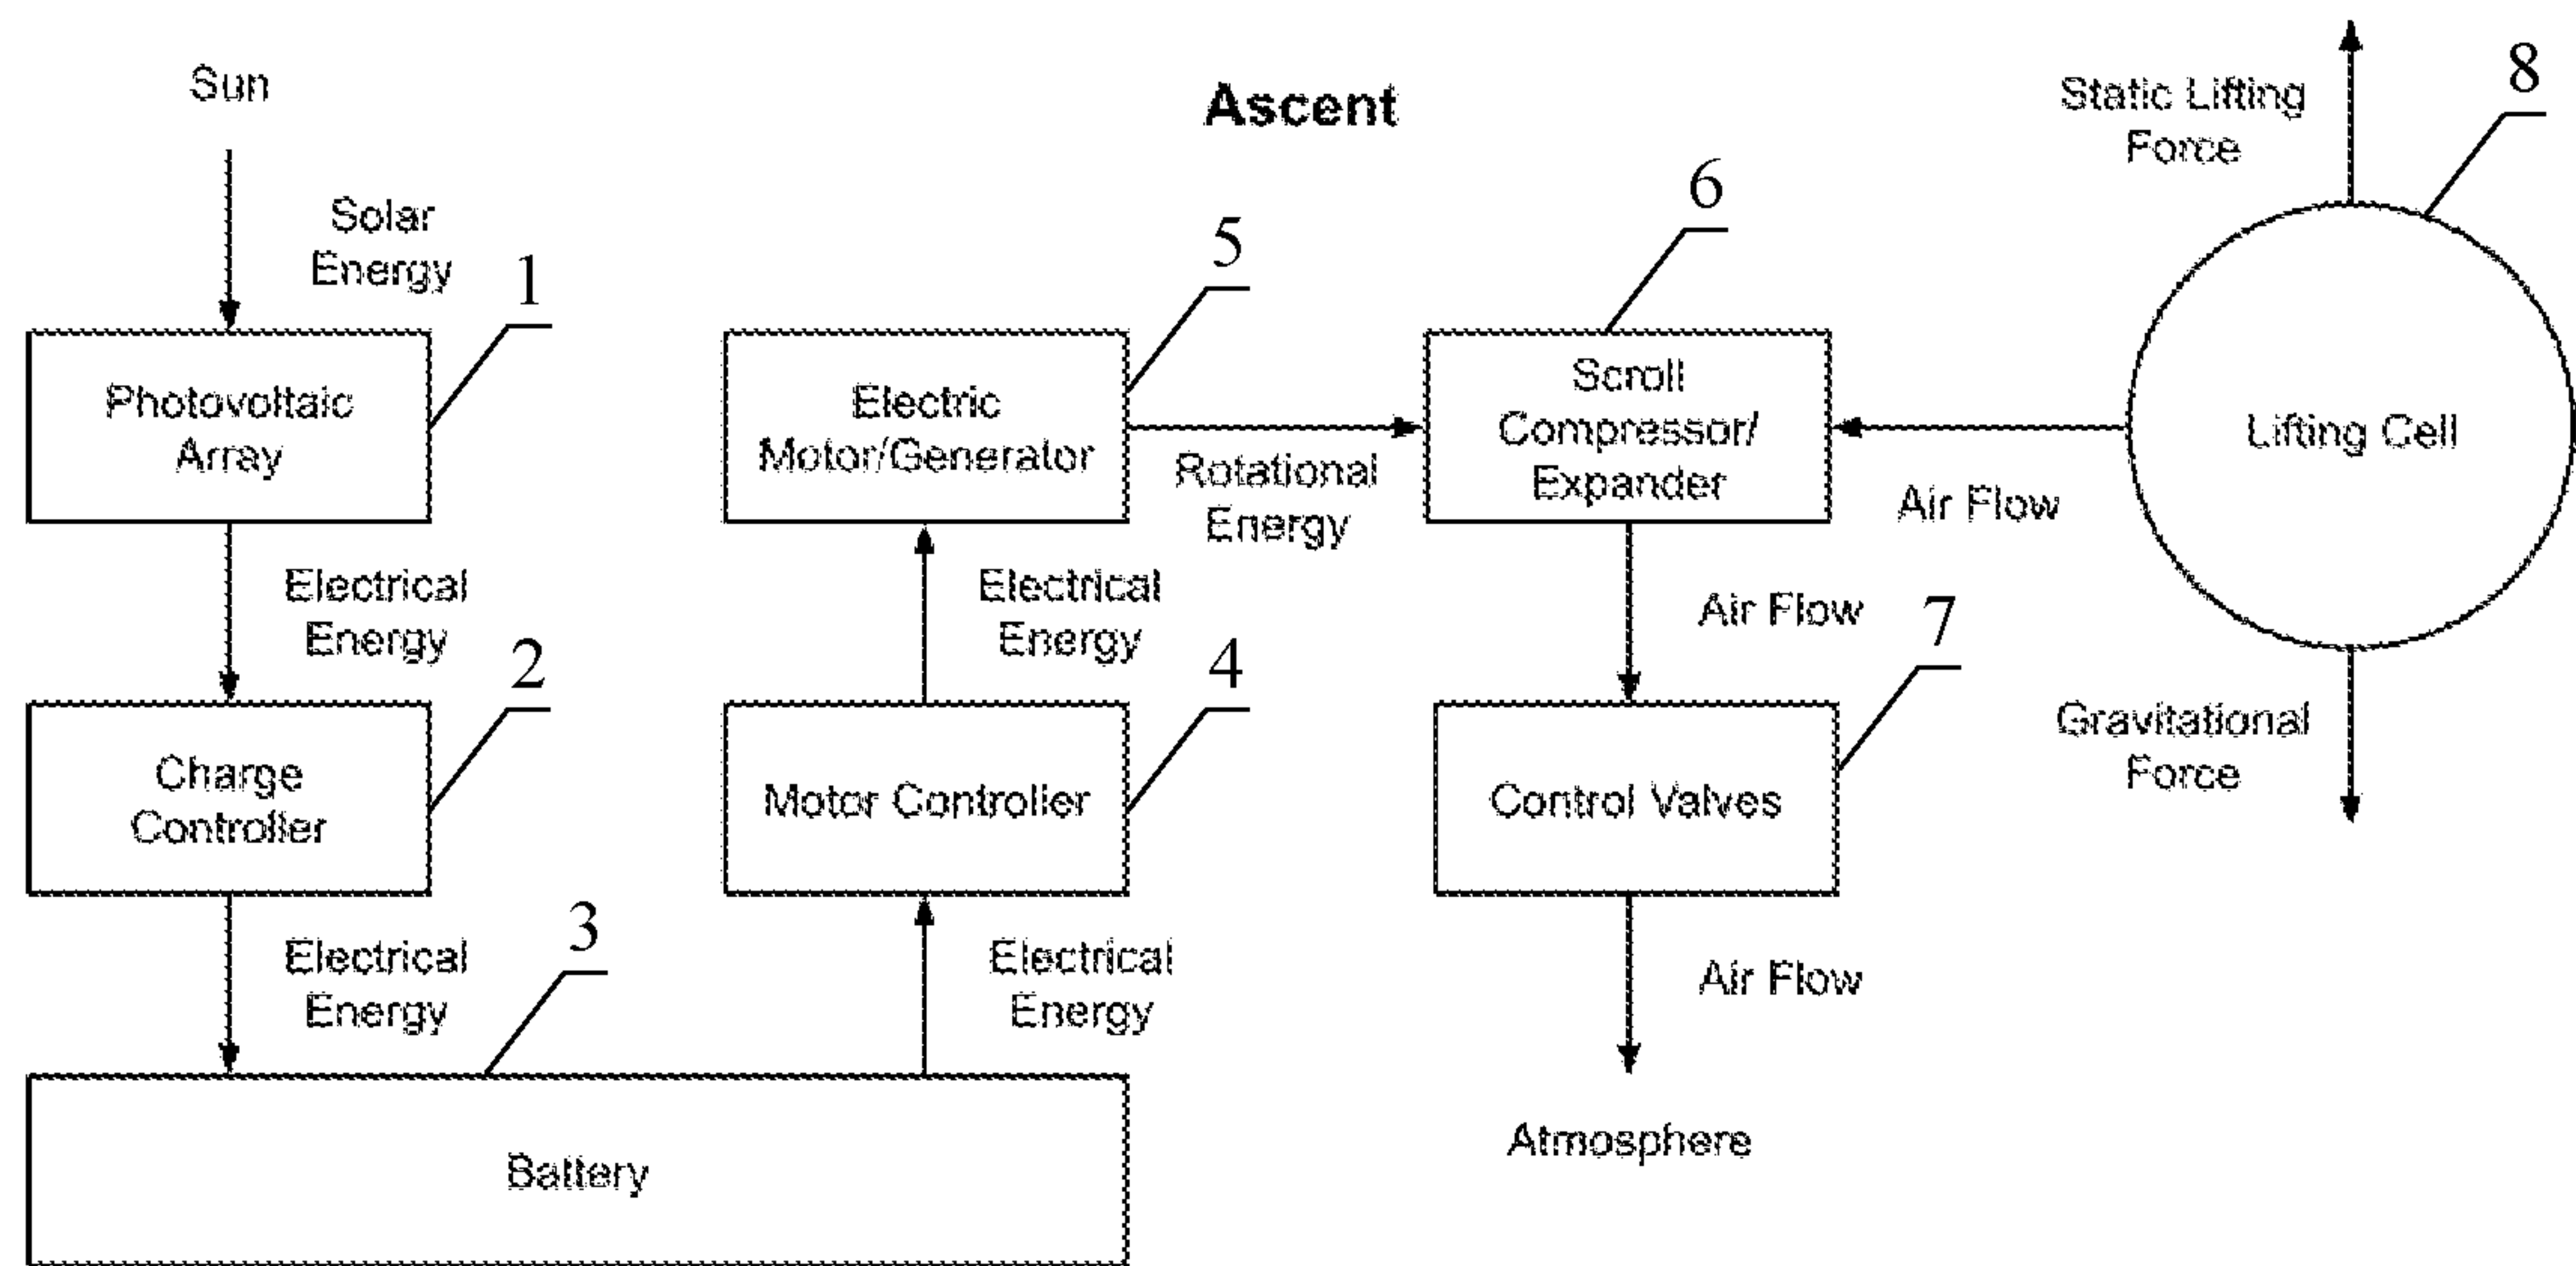 Ascent
Sun
Solar
Energy
1
Photovoltaic
Array
Electrical
Energy
2
Charge
Controller
Electrical
Energy
3
Battery
Electrical
Energy
4
Motor Controller
Electrical
Energy
5
Electric
Motor/Generator
Rotational
Energy
6
Scroll
Compressor/
Expander
Air Flow
7
Control Valves
Air Flow
Atmosphere
Air Flow
8
Static Lifting
Force
Lifting Cell
Gravitational
Force